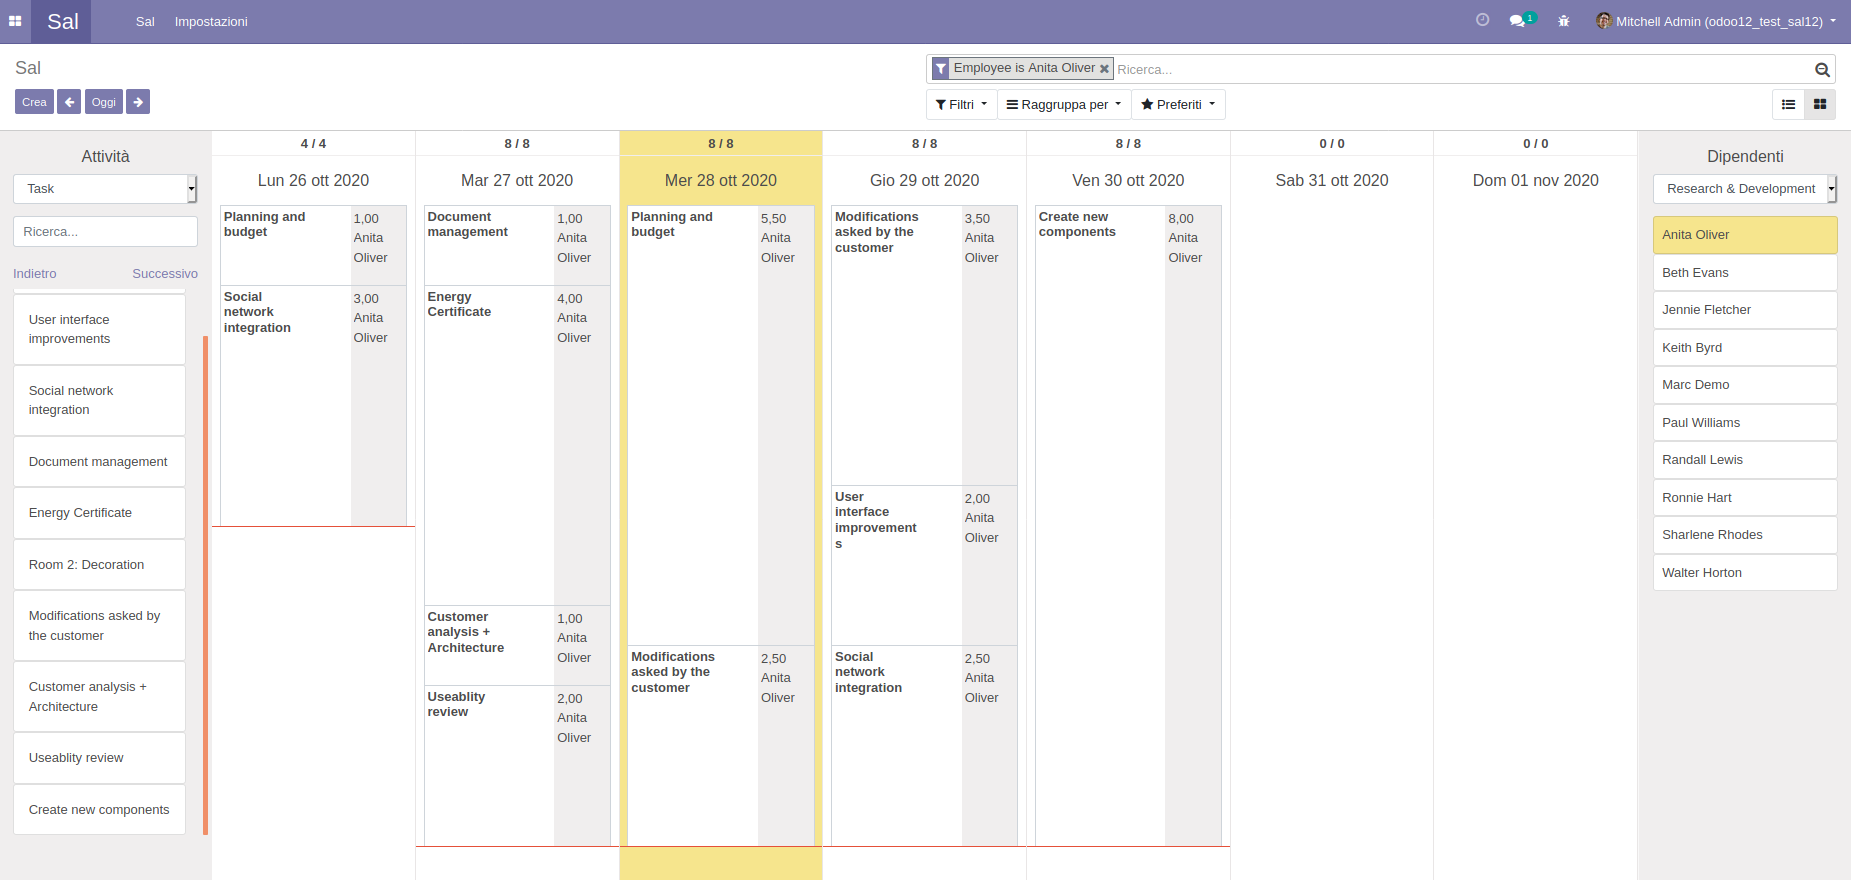 Sal
Sal
Impostazioni
1
Mitchell Admin (odoo12_test_sal12)
Sal
Employee is Anita Oliver
Ricerca...
Crea
Oggi
Filtri
Raggruppa per
Preferiti
Attività
Task
Ricerca...
Indietro
Successivo
User interface
improvements
Social network
integration
Document management
Energy Certificate
Room 2: Decoration
Modifications asked by
the customer
Customer analysis +
Architecture
Useablity review
Create new components
4 / 4
Lun 26 ott 2020
Planning and
budget
1,00
Anita
Oliver
Social
network
integration
3,00
Anita
Oliver
8 / 8
Mar 27 ott 2020
Document
management
1,00
Anita
Oliver
Energy
Certificate
4,00
Anita
Oliver
Customer
analysis +
Architecture
1,00
Anita
Oliver
Useablity
review
2,00
Anita
Oliver
8 / 8
Mer 28 ott 2020
Planning and
budget
5,50
Anita
Oliver
Modifications
asked by the
customer
2,50
Anita
Oliver
8 / 8
Gio 29 ott 2020
Modifications
asked by the
customer
3,50
Anita
Oliver
User
interface
improvement
s
2,00
Anita
Oliver
Social
network
integration
2,50
Anita
Oliver
8 / 8
Ven 30 ott 2020
Create new
components
8,00
Anita
Oliver
0 / 0
Sab 31 ott 2020
0 / 0
Dom 01 nov 2020
Dipendenti
Research & Development
Anita Oliver
Beth Evans
Jennie Fletcher
Keith Byrd
Marc Demo
Paul Williams
Randall Lewis
Ronnie Hart
Sharlene Rhodes
Walter Horton